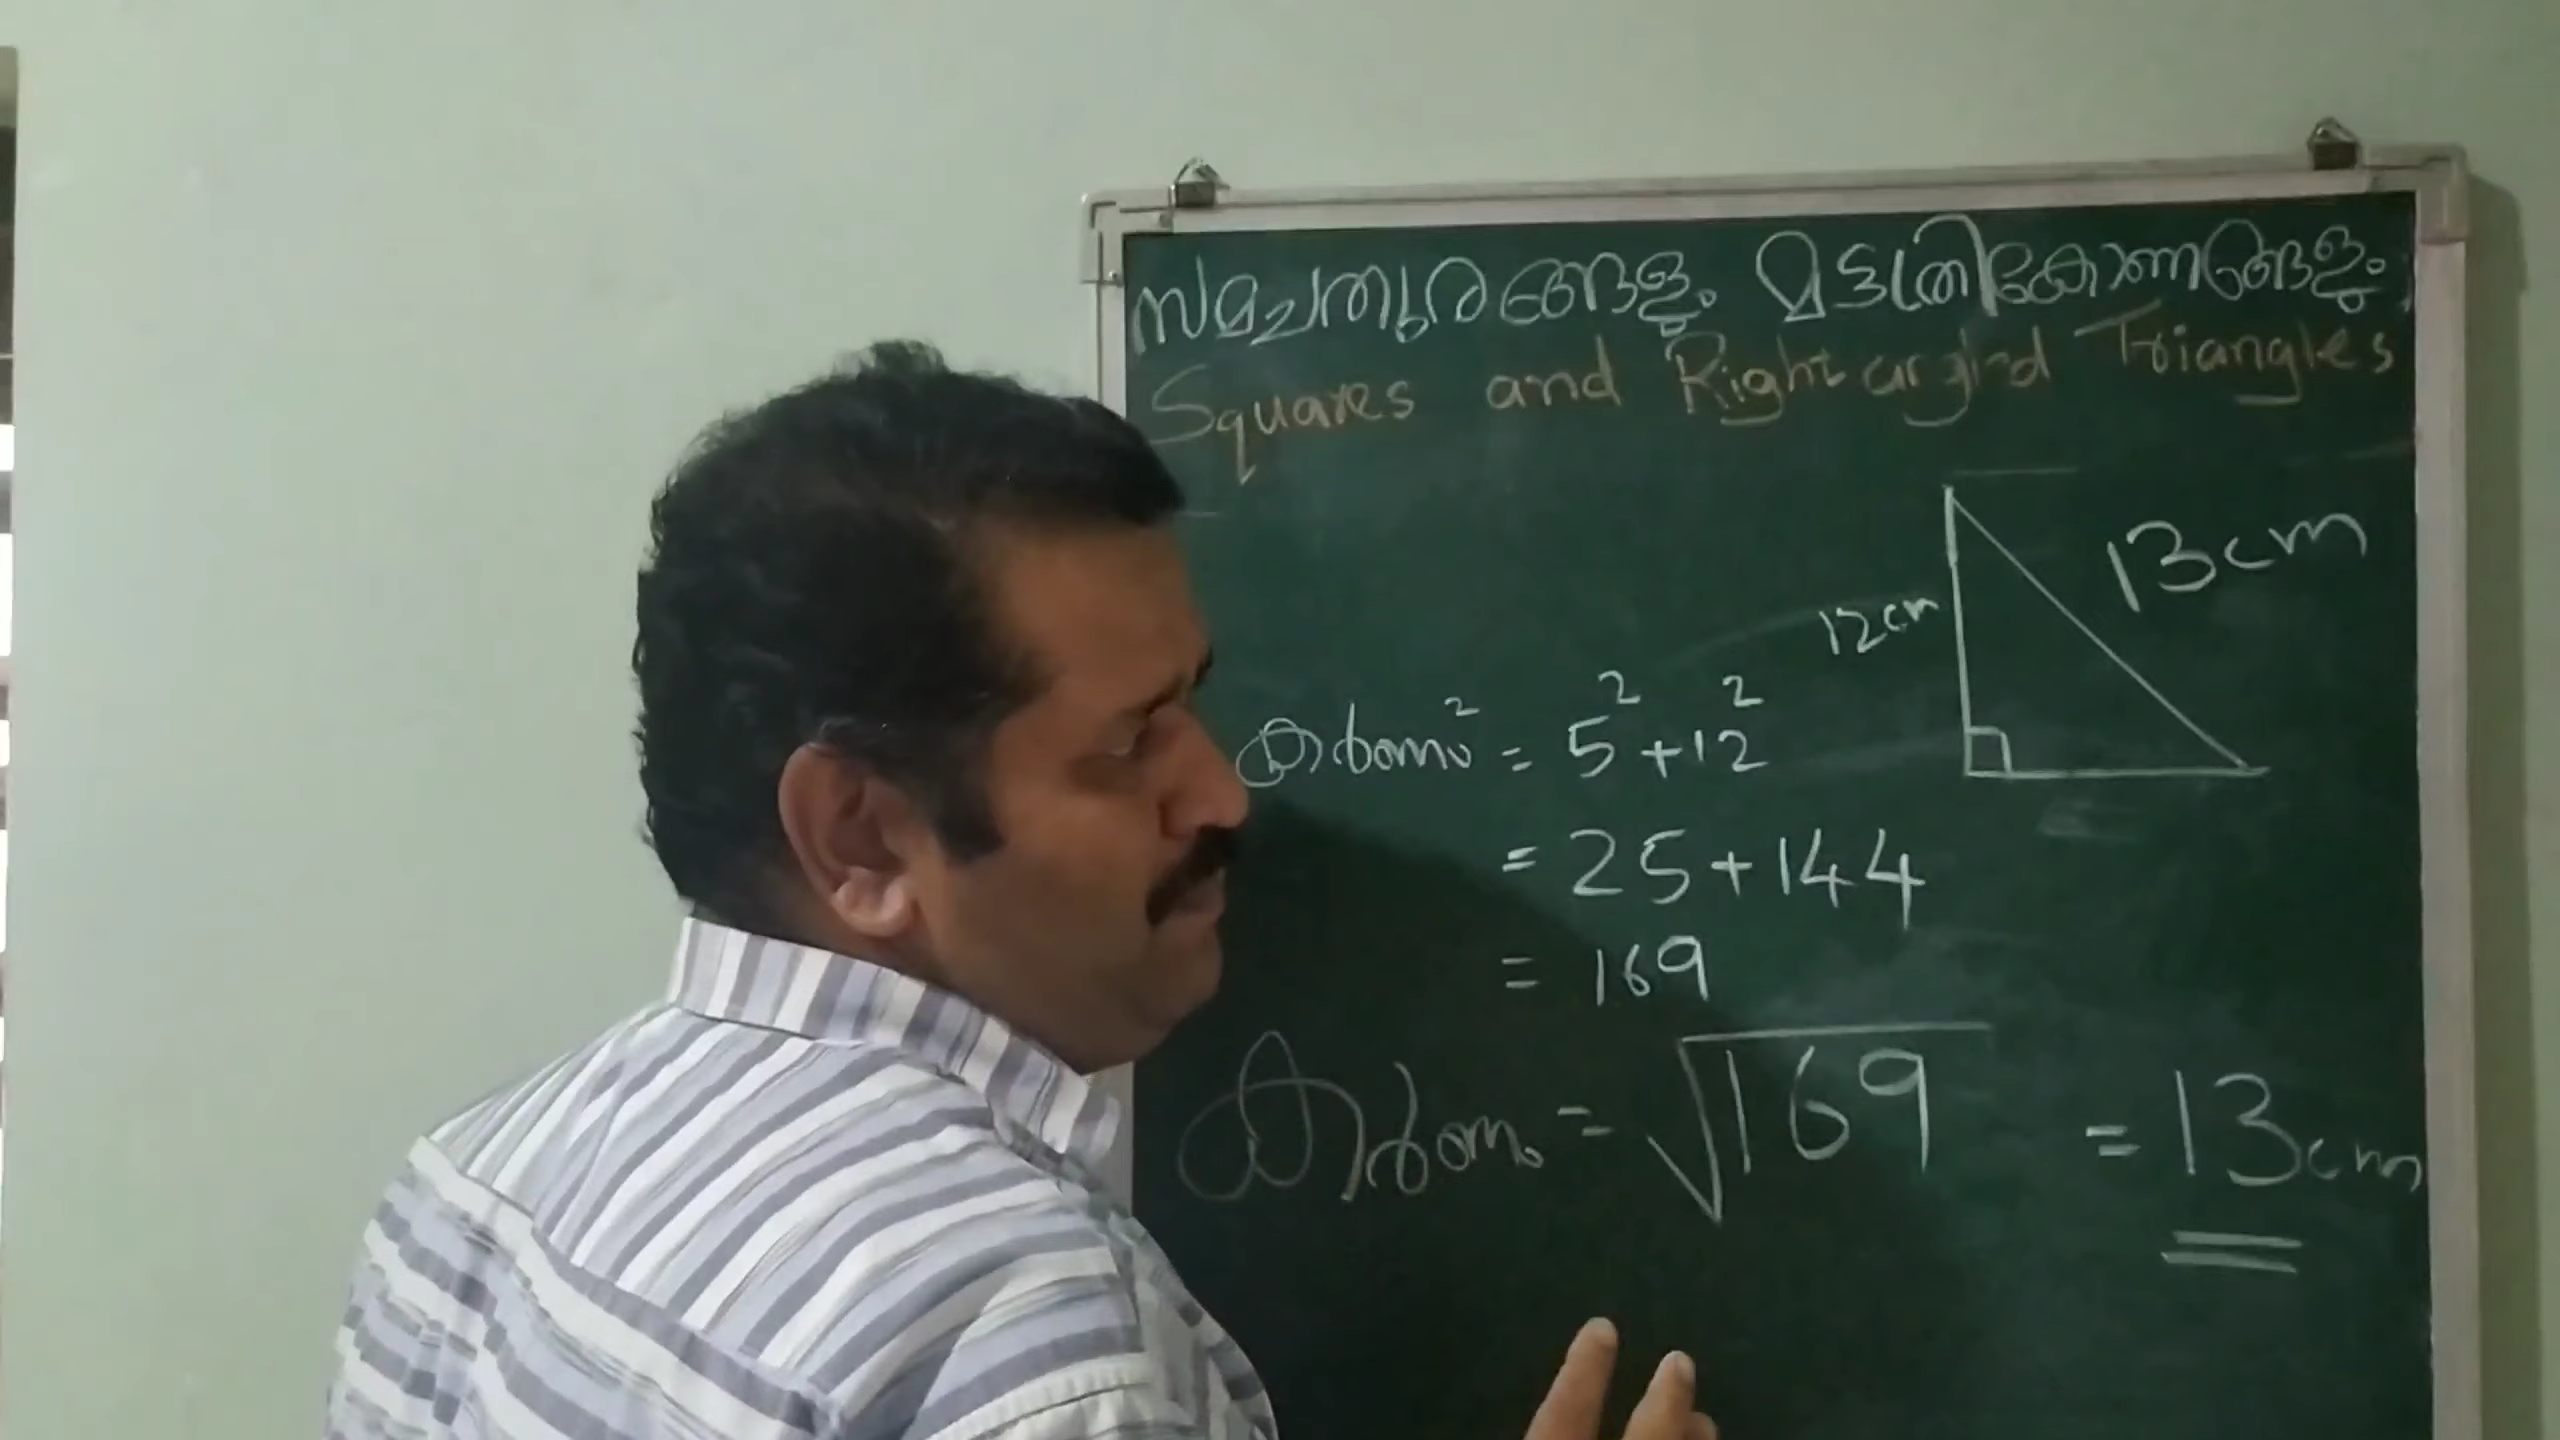 സമചതുരങ്ങളും മട്ടത്രികോണങ്ങളും
Squares and Right angled Triangles
13cm
12cm
കർണം² = 5² + 12²
= 25 + 144
= 169
കർണം = √169 = 13cm